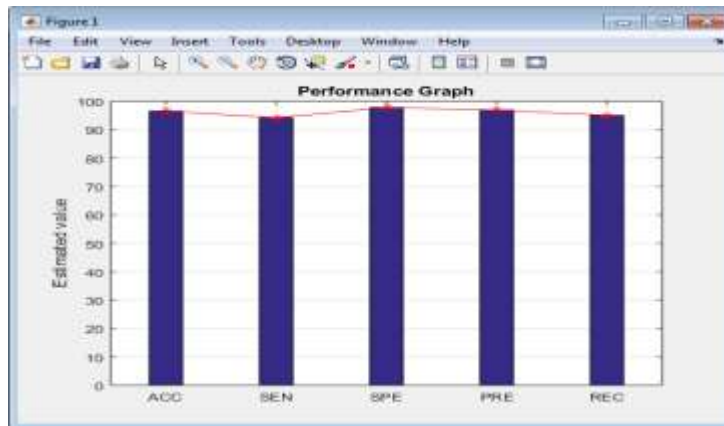 Figure 1
File Edit View Insert Tools Desktop Window Help
Performance Graph
Estimated value
100
90
80
70
60
50
40
30
20
10
0
ACC SEN SPE PRE REC